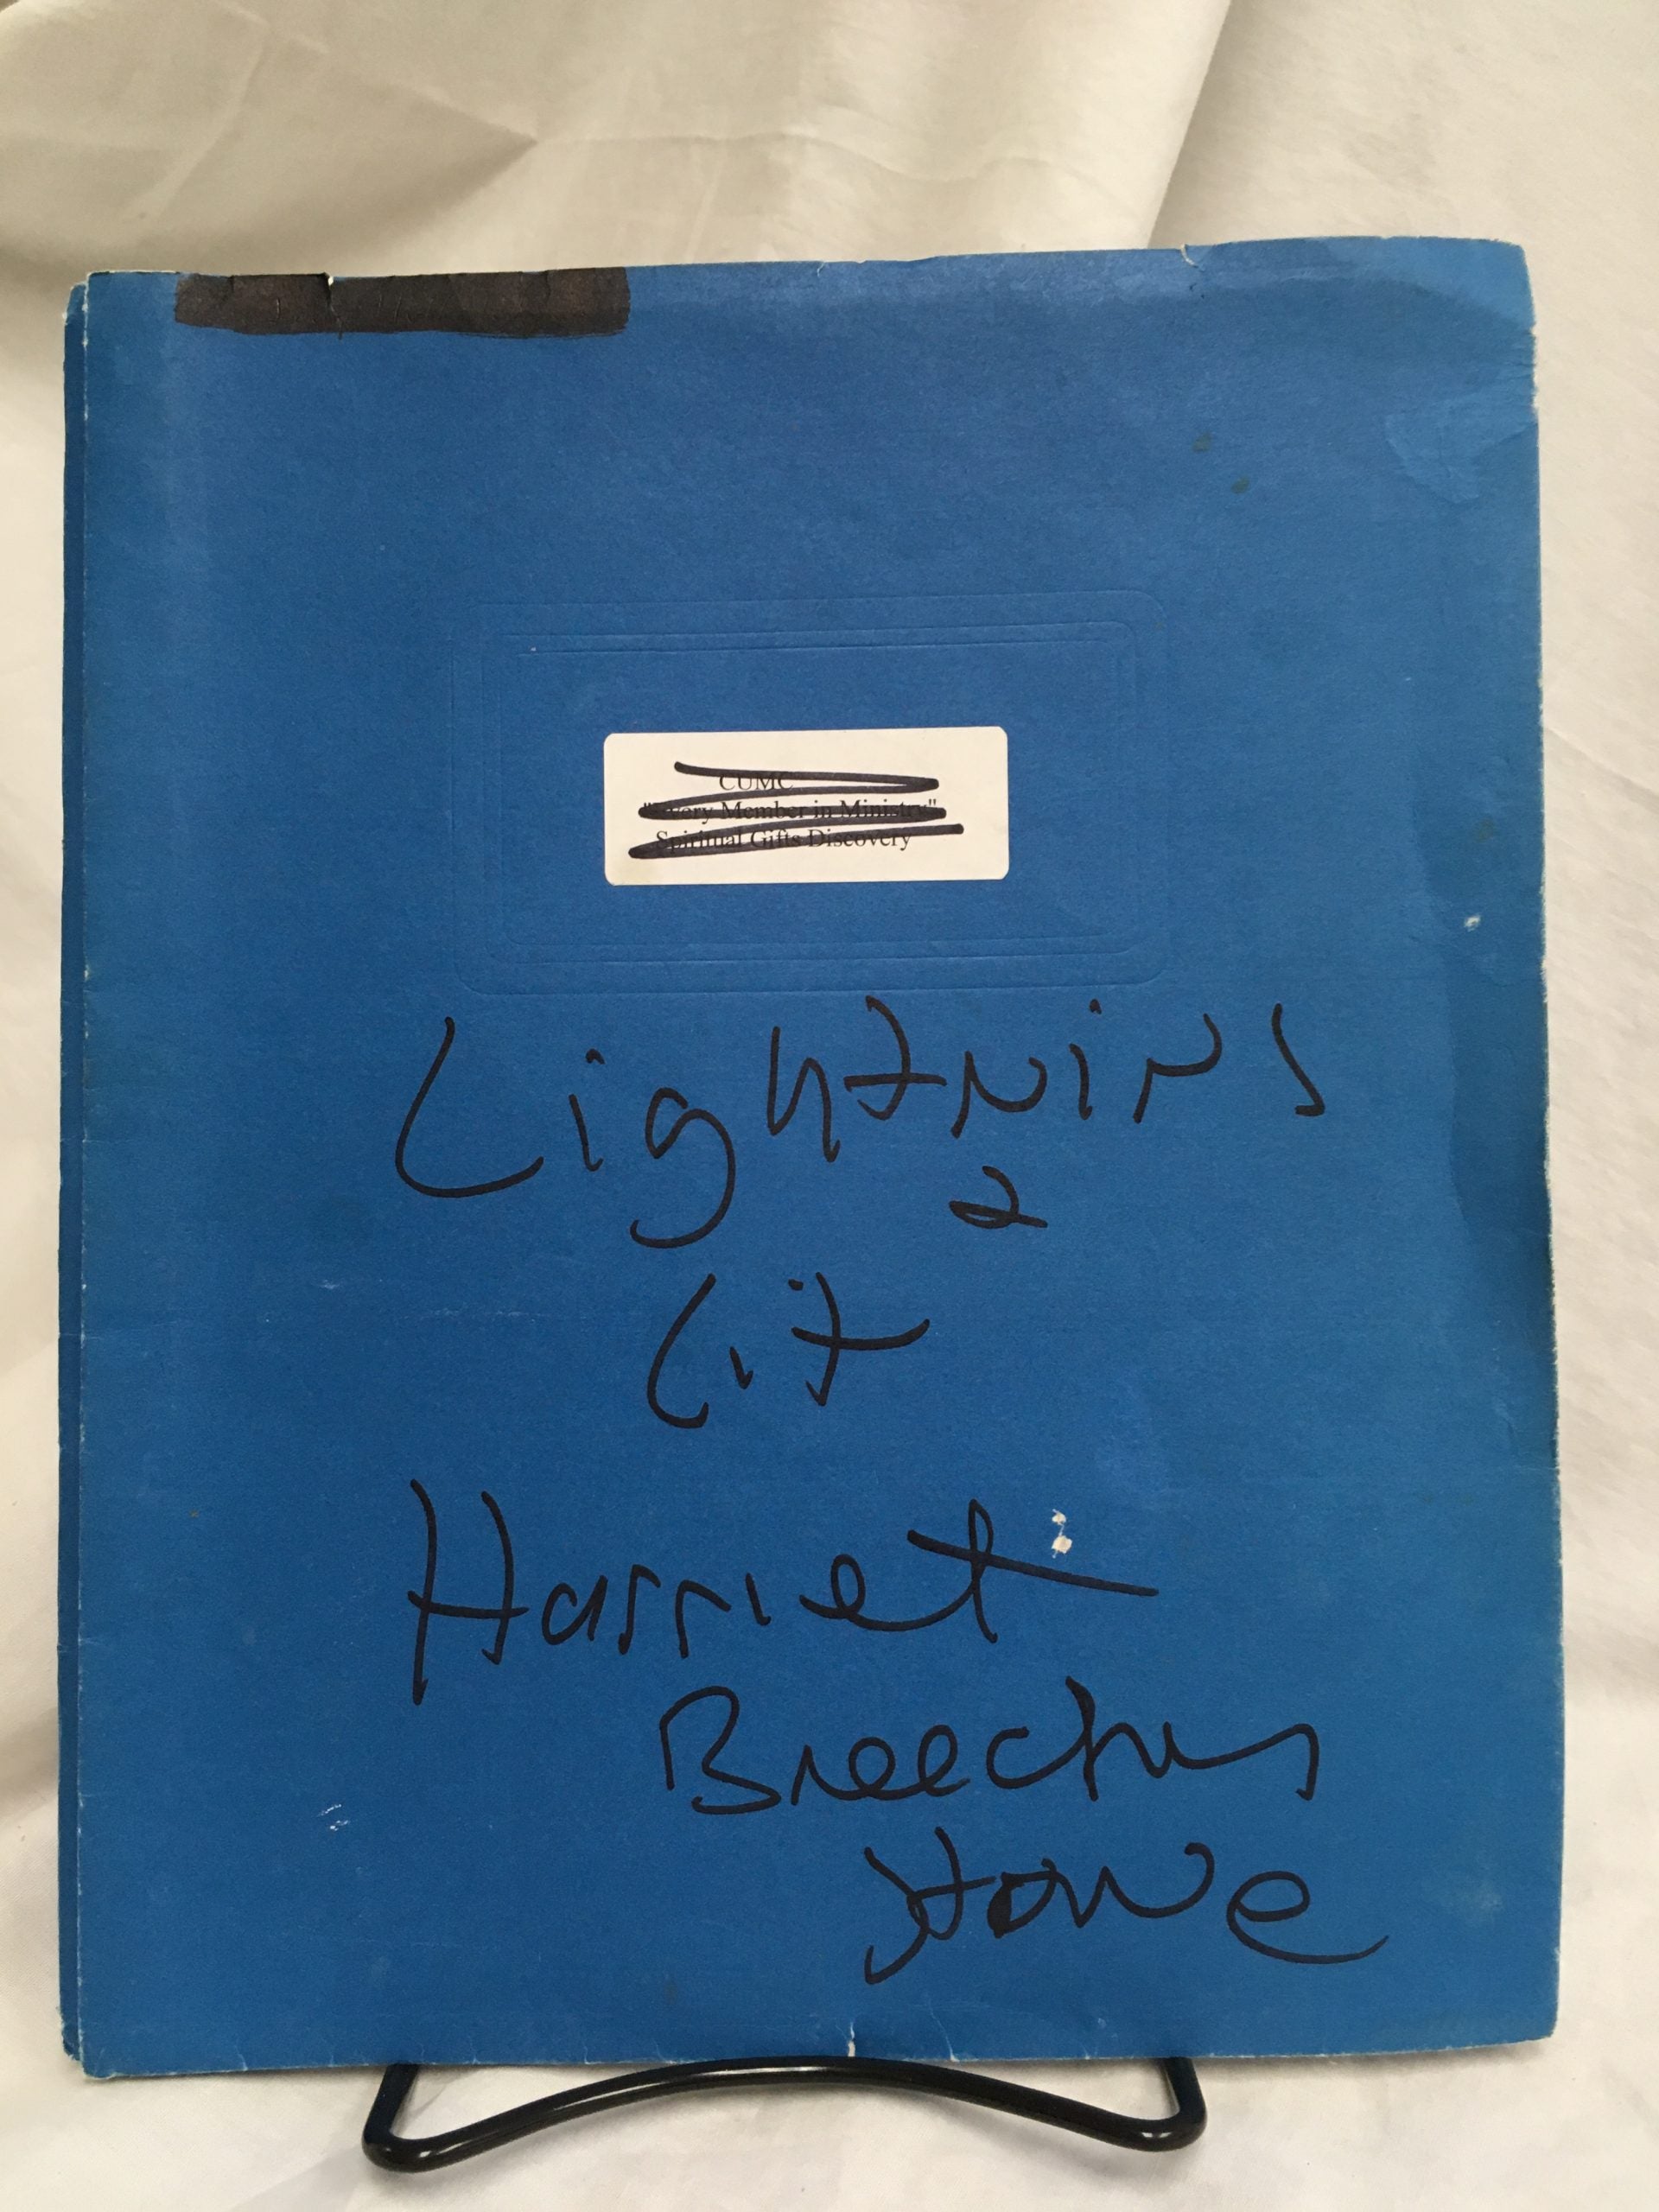 CUMC
"Every Member in Ministry"
Spiritual Gifts Discovery
Lightning
2
Lit
Harriet
Breecher
Stowe